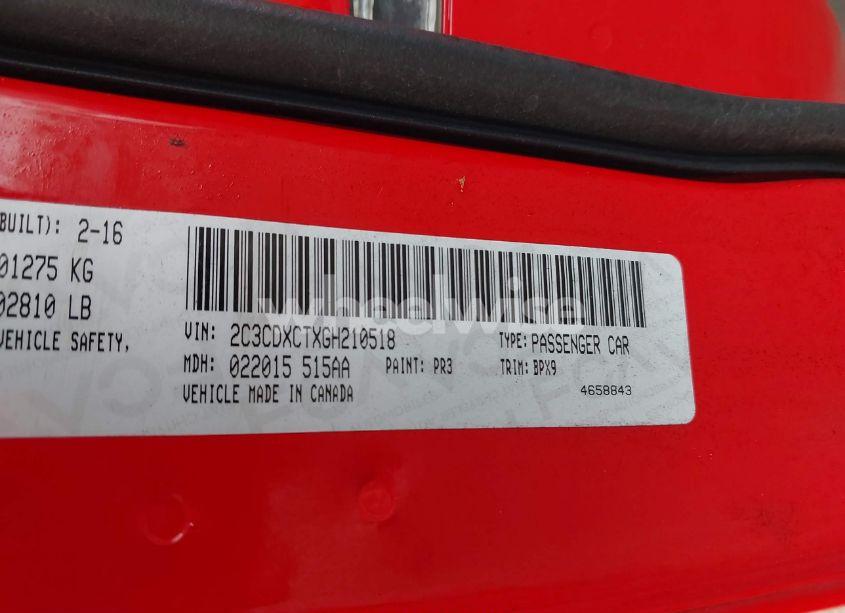 BUILT): 2-16
01275 KG
02810 LB
VEHICLE SAFETY,
wheelwise
VIN: 2C3CDXCTXGH210518
TYPE: PASSENGER CAR
MDH: 022015 515AA
PAINT: PR3
TRIM: BPX9
VEHICLE MADE IN CANADA
4658843